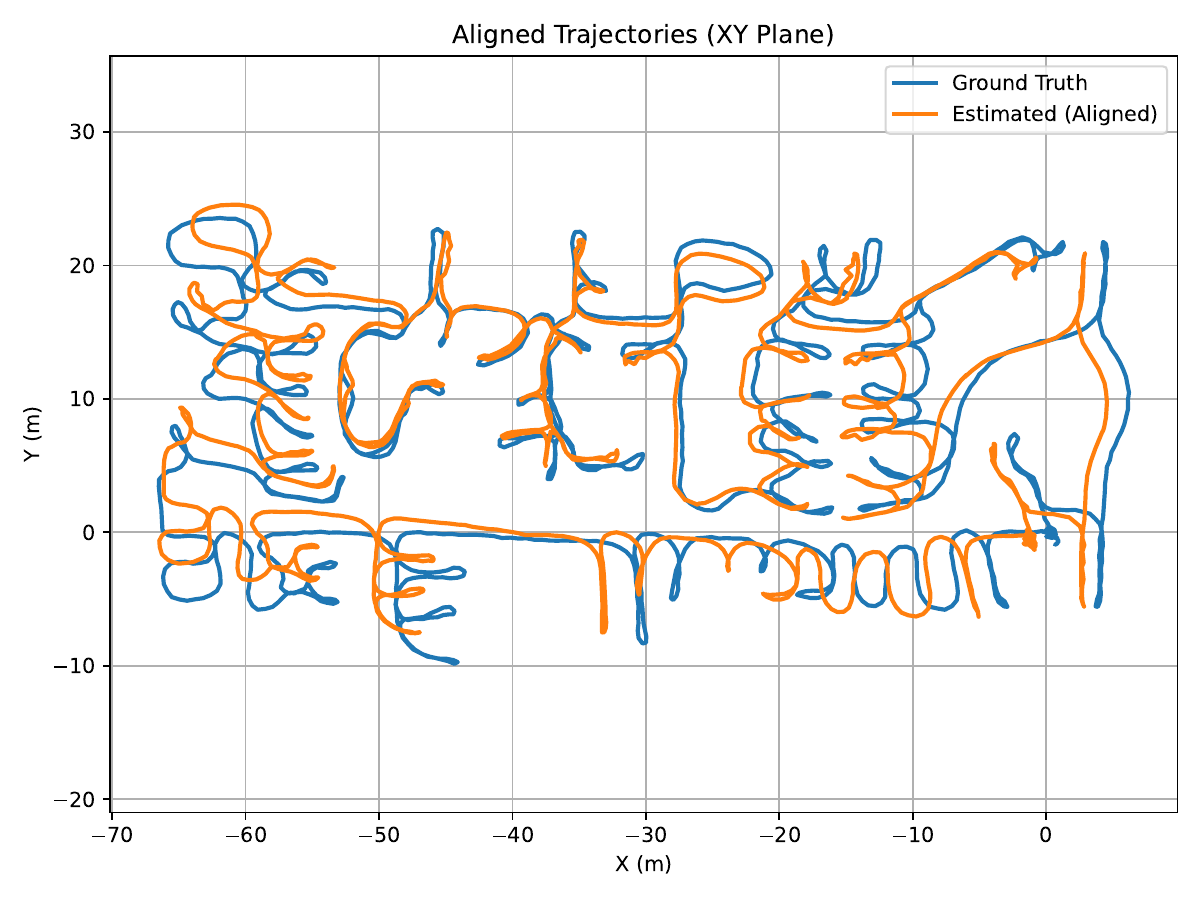 Aligned Trajectories (XY Plane)
Ground Truth
Estimated (Aligned)
30
20
10
0
−10
−20
Y (m)
−70 −60 −50 −40 −30 −20 −10 0
X (m)